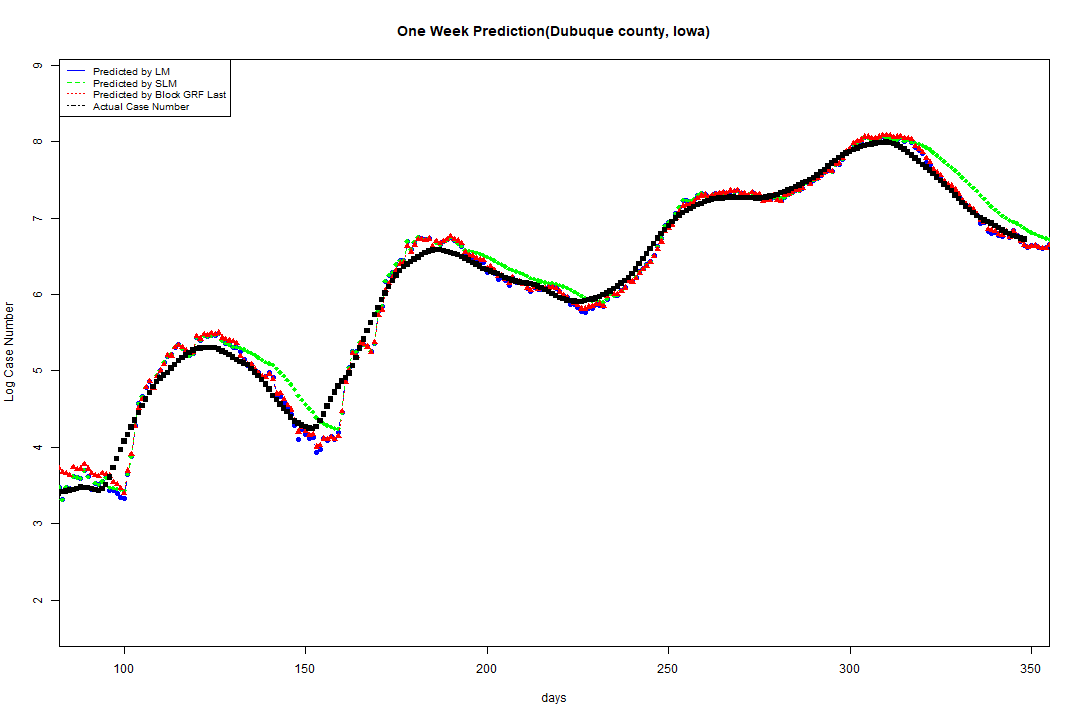 One Week Prediction(Dubuque county, Iowa)
Predicted by LM
Predicted by SLM
Predicted by Block GRF Last
Actual Case Number
Log Case Number
9
8
7
6
5
4
3
2
100 150 200 250 300 350
days